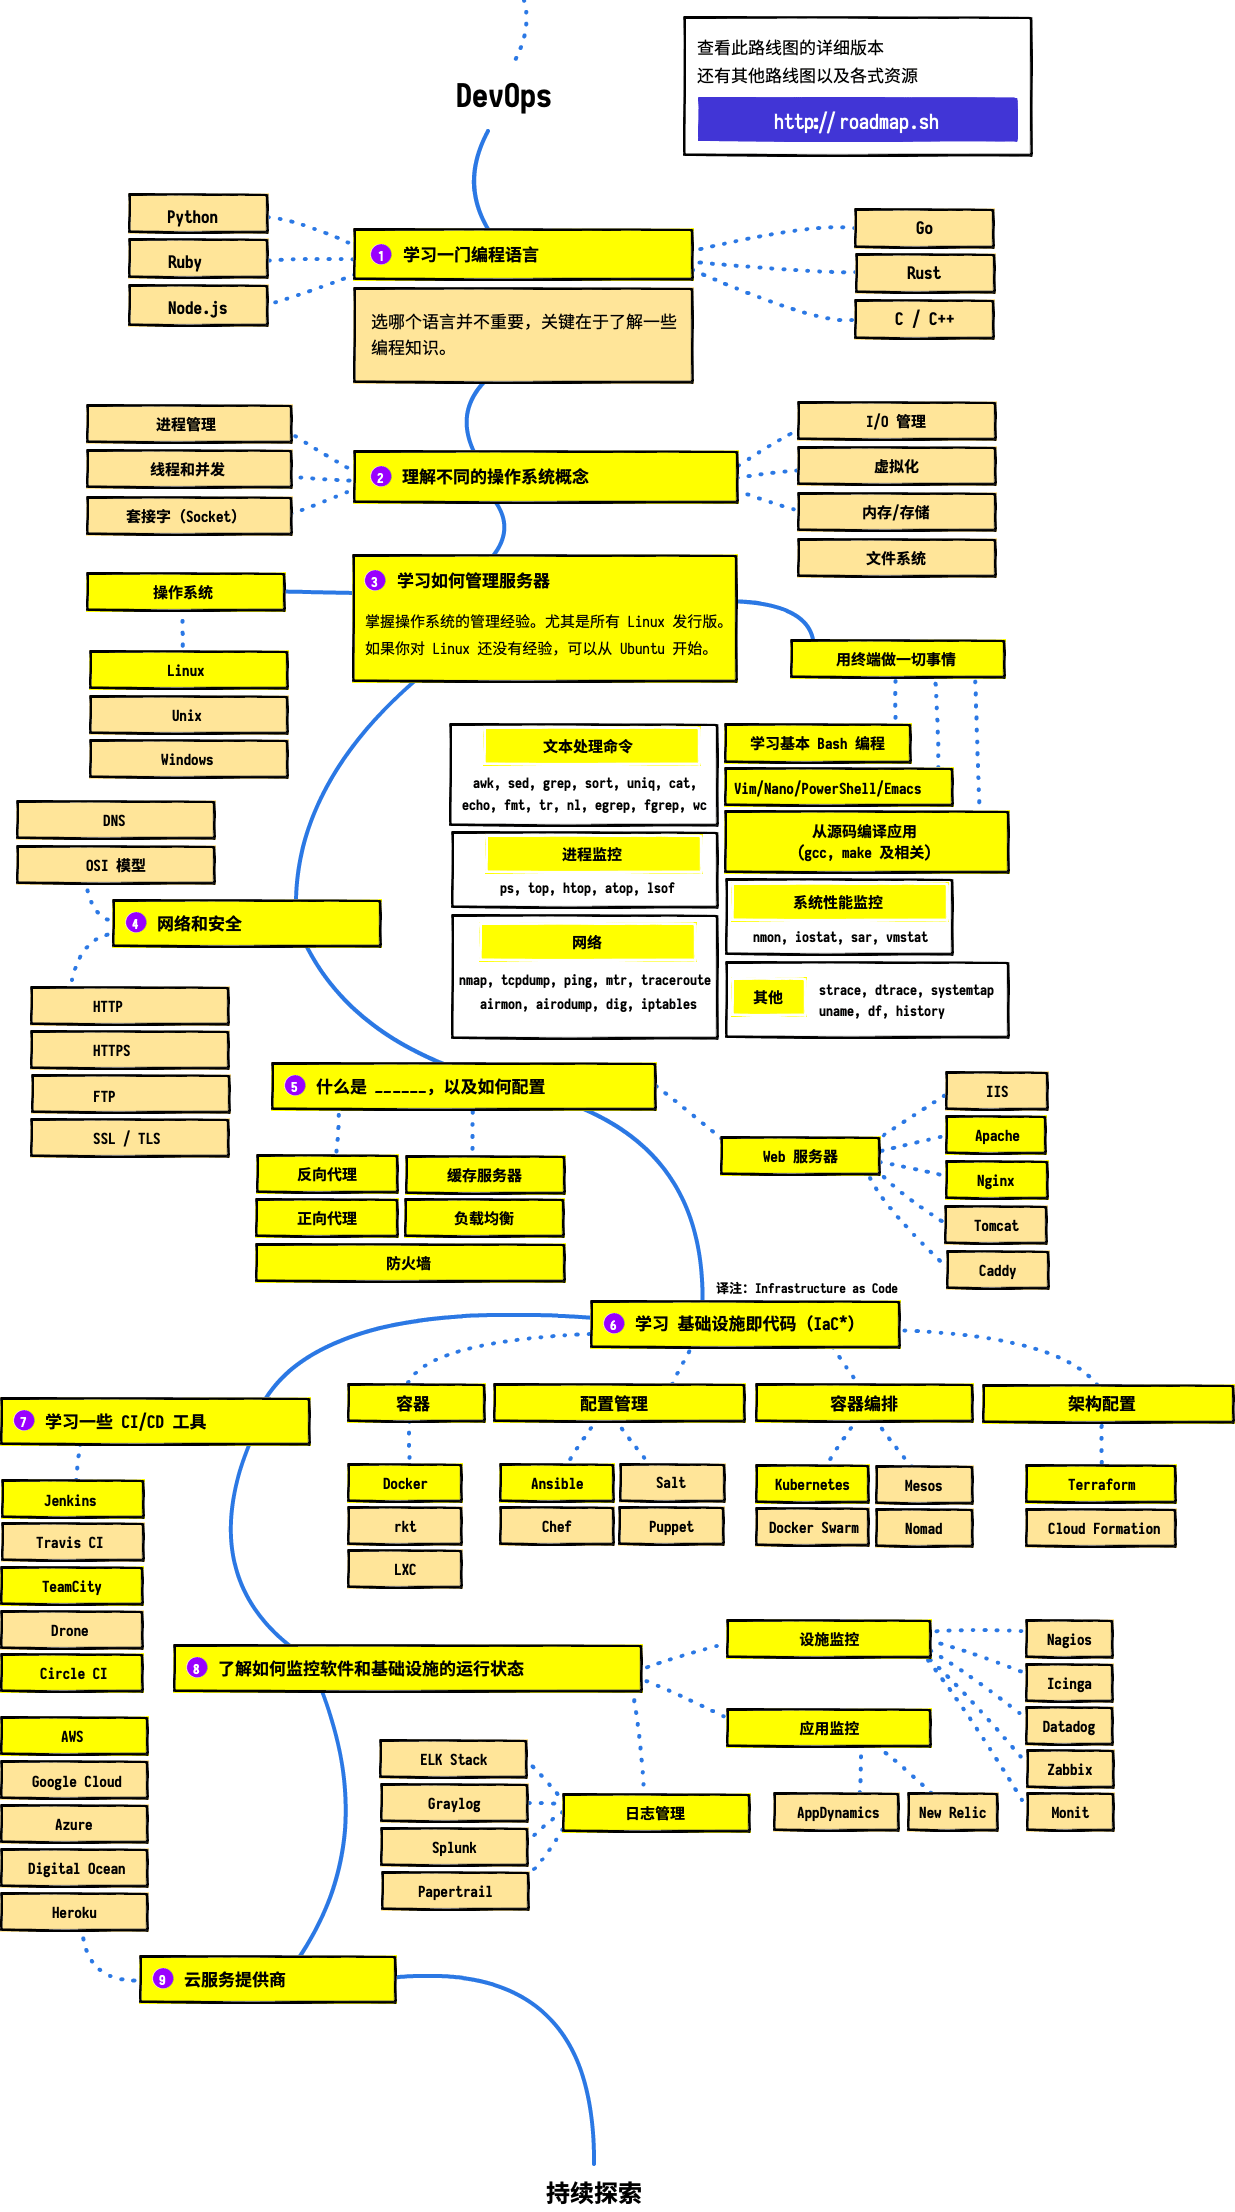 DevOps
查看此路线图的详细版本
还有其他路线图以及各式资源
http://roadmap.sh
Python
Ruby
Node.js
1 学习一门编程语言
选哪个语言并不重要，关键在于了解一些
编程知识。
Go
Rust
C / C++
进程管理
线程和并发
套接字（Socket）
2 理解不同的操作系统概念
I/O 管理
虚拟化
内存/存储
文件系统
3 学习如何管理服务器
掌握操作系统的管理经验。尤其是所有 Linux 发行版。
如果你对 Linux 还没有经验，可以从 Ubuntu 开始。
操作系统
Linux
Unix
Windows
用终端做一切事情
文本处理命令
awk, sed, grep, sort, uniq, cat,
echo, fmt, tr, nl, egrep, fgrep, wc
进程监控
ps, top, htop, atop, lsof
网络
nmap, tcpdump, ping, mtr, traceroute
airmon, airodump, dig, iptables
学习基本 Bash 编程
Vim/Nano/PowerShell/Emacs
从源码编译应用
（gcc, make 及相关）
系统性能监控
nmon, iostat, sar, vmstat
其他
strace, dtrace, systemtap
uname, df, history
DNS
OSI 模型
4 网络和安全
HTTP
HTTPS
FTP
SSL / TLS
5 什么是 ______，以及如何配置
反向代理
缓存服务器
正向代理
负载均衡
防火墙
Web 服务器
IIS
Apache
Nginx
Tomcat
Caddy
译注：Infrastructure as Code
6 学习 基础设施即代码（IaC*）
容器
Docker
rkt
LXC
配置管理
Ansible
Salt
Chef
Puppet
容器编排
Kubernetes
Mesos
Docker Swarm
Nomad
架构配置
Terraform
Cloud Formation
7 学习一些 CI/CD 工具
Jenkins
Travis CI
TeamCity
Drone
Circle CI
8 了解如何监控软件和基础设施的运行状态
设施监控
Nagios
Icinga
Datadog
Zabbix
Monit
应用监控
AppDynamics
New Relic
日志管理
ELK Stack
Graylog
Splunk
Papertrail
AWS
Google Cloud
Azure
Digital Ocean
Heroku
9 云服务提供商
持续探索